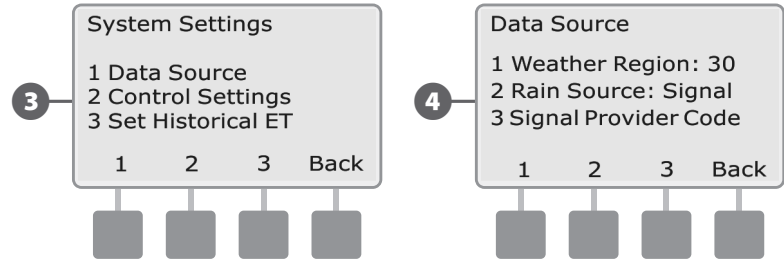 3
System Settings
1 Data Source
2 Control Settings
3 Set Historical ET
1 2 3 Back
4
Data Source
1 Weather Region: 30
2 Rain Source: Signal
3 Signal Provider Code
1 2 3 Back